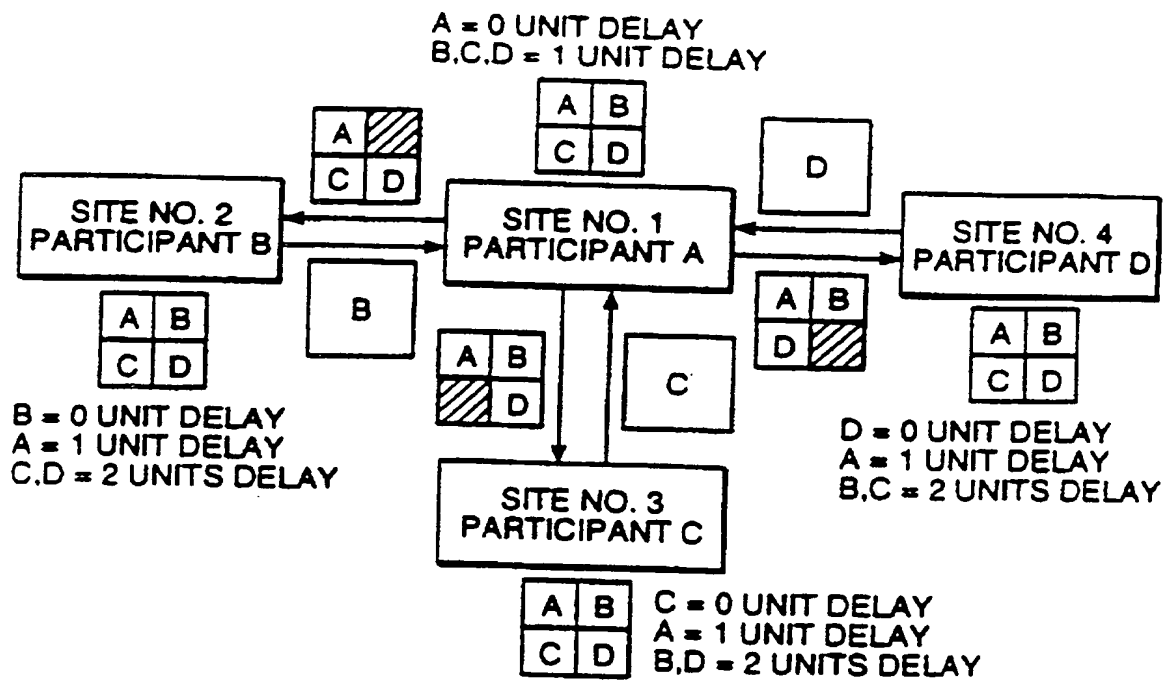 A = 0 UNIT DELAY
B,C,D = 1 UNIT DELAY
A B
C D
A
C D
D
SITE NO. 2
PARTICIPANT B
SITE NO. 1
PARTICIPANT A
SITE NO. 4
PARTICIPANT D
B
A B
D
A B
C D
A B
D
C
A B
C D
B = 0 UNIT DELAY
A = 1 UNIT DELAY
C,D = 2 UNITS DELAY
D = 0 UNIT DELAY
A = 1 UNIT DELAY
B,C = 2 UNITS DELAY
SITE NO. 3
PARTICIPANT C
A B
C D
C = 0 UNIT DELAY
A = 1 UNIT DELAY
B,D = 2 UNITS DELAY